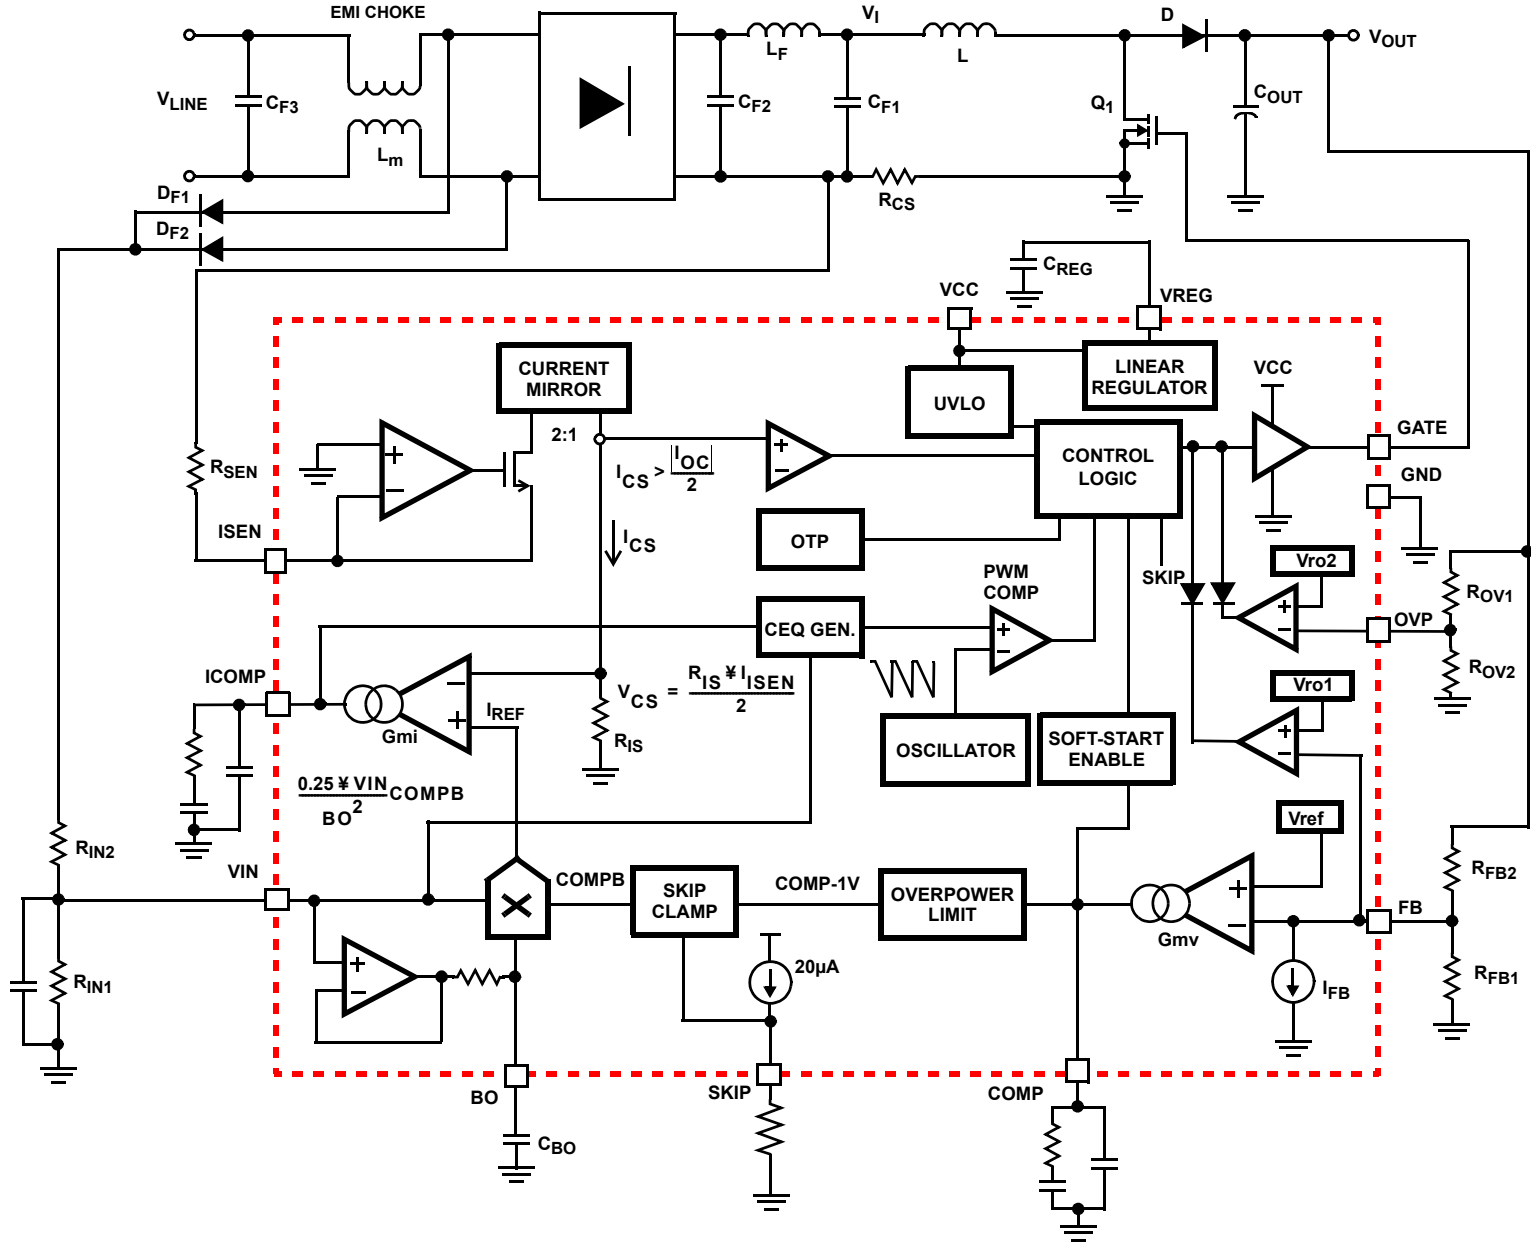 EMI CHOKE
VI
D
VOUT
LF
L
VLINE
CF3
CF2
CF1
Q1
COUT
Lm
RCS
DF1
DF2
CREG
VCC
VREG
CURRENT
MIRROR
LINEAR
REGULATOR
VCC
UVLO
2:1
GATE
RSEN
ICS > |IOC|
2
CONTROL
LOGIC
GND
ISEN
ICS
OTP
SKIP
PWM
COMP
Vro2
ROV1
OVP
CEQ GEN.
ROV2
ICOMP
VCS = RIS ¥ IISEN
2
Vro1
IREF
Gmi
RIS
OSCILLATOR
SOFT-START
ENABLE
0.25 ¥ VIN
BO2
COMPB
Vref
RIN2
VIN
COMPB
SKIP
CLAMP
COMP-1V
OVERPOWER
LIMIT
RFB2
FB
Gmv
20µA
RIN1
IFB
RFB1
BO
SKIP
COMP
CBO